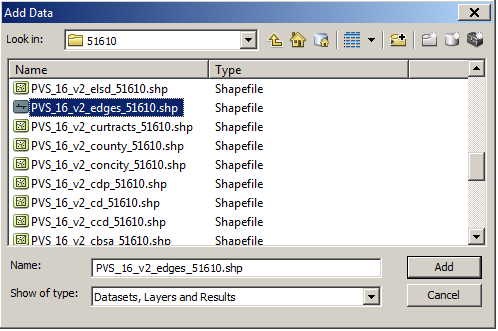 Add Data
Look in: 51610
Name Type
PVS_16_v2_elsd_51610.shp Shapefile
PVS_16_v2_edges_51610.shp Shapefile
PVS_16_v2_curtracts_51610.shp Shapefile
PVS_16_v2_county_51610.shp Shapefile
PVS_16_v2_concity_51610.shp Shapefile
PVS_16_v2_cdp_51610.shp Shapefile
PVS_16_v2_cd_51610.shp Shapefile
PVS_16_v2_ccd_51610.shp Shapefile
PVS_16_v2_cbsa_51610.shp Shapefile
Name: PVS_16_v2_edges_51610.shp Add
Show of type: Datasets, Layers and Results Cancel